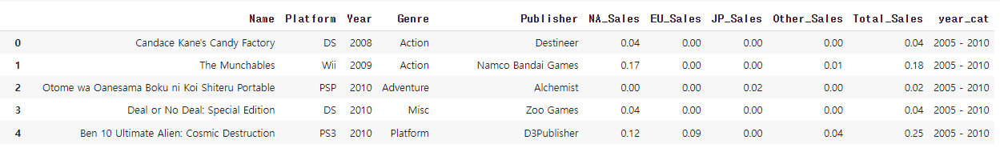 Name Platform Year Genre Publisher NA_Sales EU_Sales JP_Sales Other_Sales Total_Sales year_cat
0 Candace Kane's Candy Factory DS 2008 Action Destineer 0.04 0.00 0.00 0.00 0.04 2005 - 2010
1 The Munchables Wii 2009 Action Namco Bandai Games 0.17 0.00 0.00 0.01 0.18 2005 - 2010
2 Otome wa Oanesama Boku ni Koi Shiteru Portable PSP 2010 Adventure Alchemist 0.00 0.00 0.02 0.00 0.02 2005 - 2010
3 Deal or No Deal: Special Edition DS 2010 Misc Zoo Games 0.04 0.00 0.00 0.00 0.04 2005 - 2010
4 Ben 10 Ultimate Alien: Cosmic Destruction PS3 2010 Platform D3Publisher 0.12 0.09 0.00 0.04 0.25 2005 - 2010